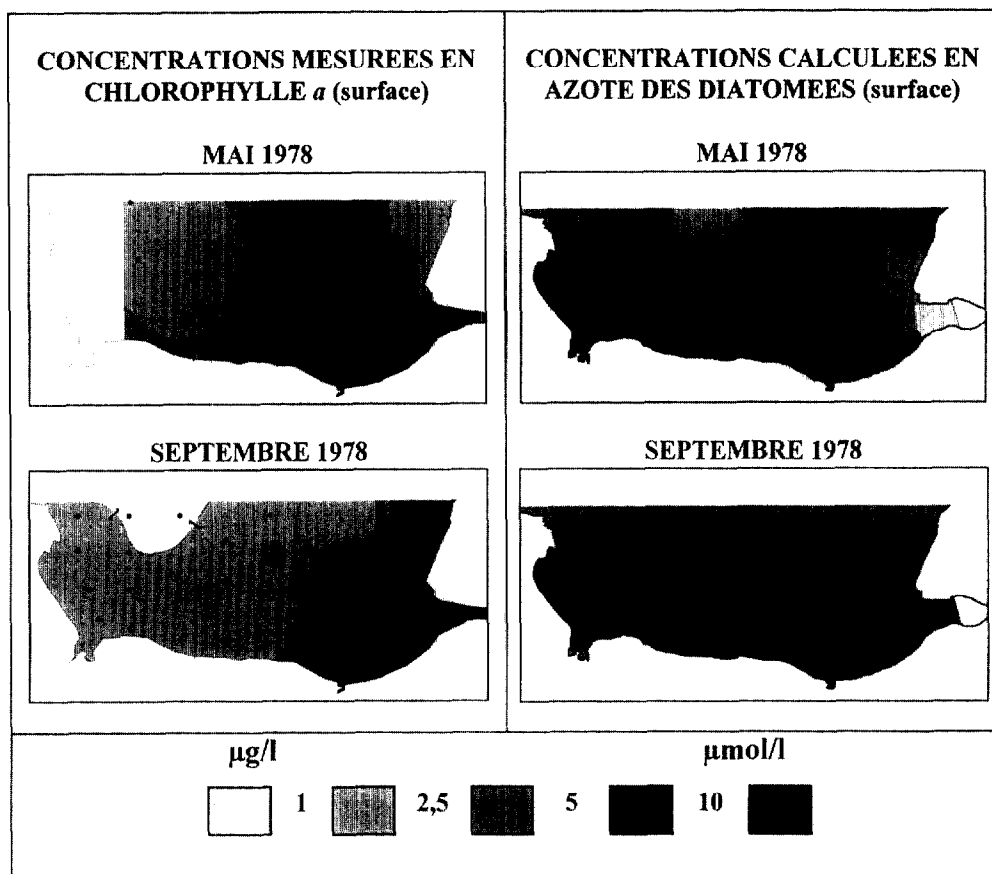 CONCENTRATIONS MESUREES EN
CHLOROPHYLLE a (surface)
MAI 1978
SEPTEMBRE 1978
CONCENTRATIONS CALCULEES EN
AZOTE DES DIATOMEES (surface)
MAI 1978
SEPTEMBRE 1978
µg/l µmol/l
1 2,5 5 10